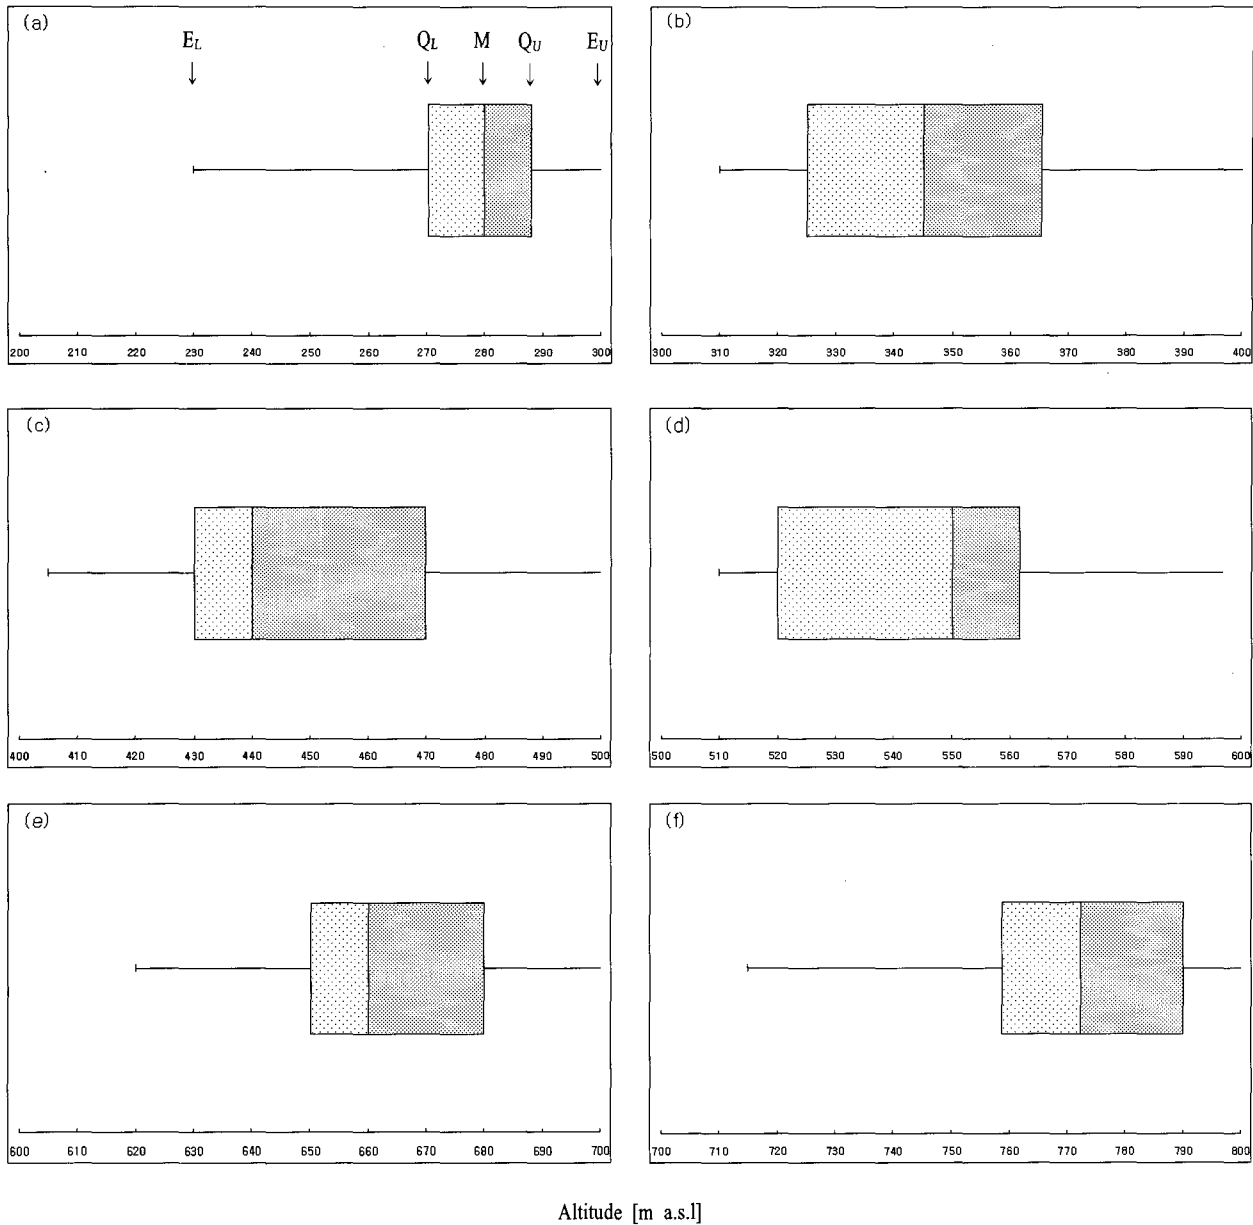 (a)
E_L Q_L M Q_U E_U
200 210 220 230 240 250 260 270 280 290 300
(b)
300 310 320 330 340 350 360 370 380 390 400
(c)
400 410 420 430 440 450 460 470 480 490 500
(d)
500 510 520 530 540 550 560 570 580 590 600
(e)
600 610 620 630 640 650 660 670 680 690 700
(f)
700 710 720 730 740 750 760 770 780 790 800
Altitude [m a.s.l]